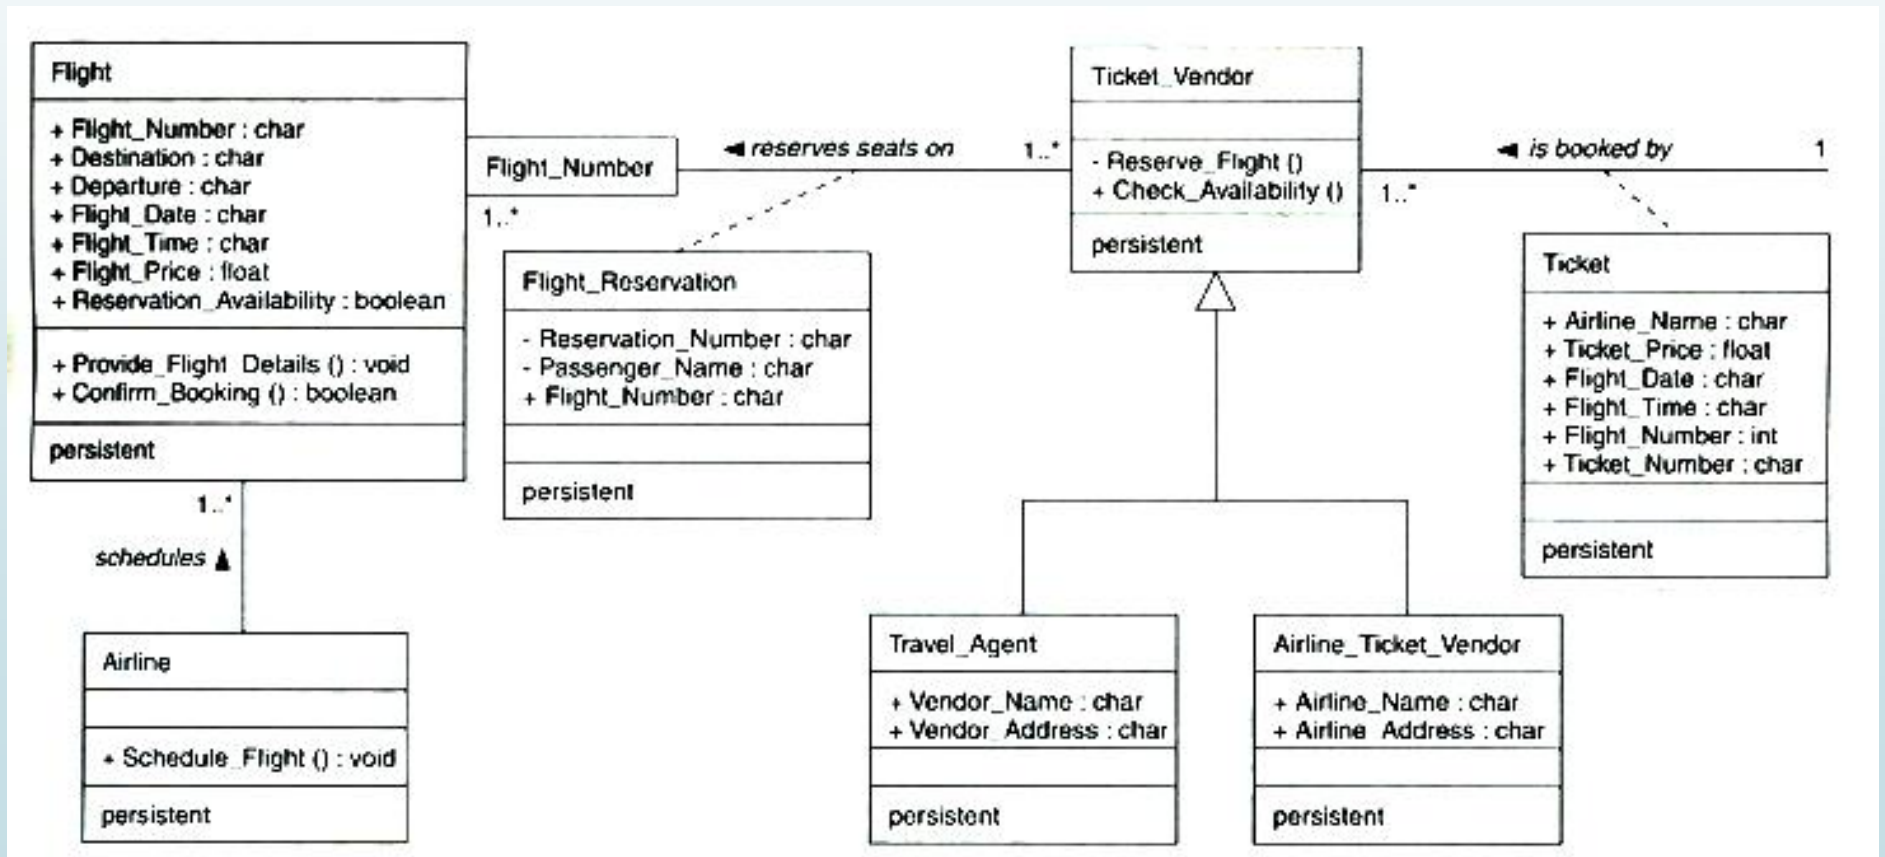 Flight
+ Flight_Number : char
+ Destination : char
+ Departure : char
+ Flight_Date : char
+ Flight_Time : char
+ Flight_Price : float
+ Reservation_Availability : boolean
+ Provide_Flight_Details () : void
+ Confirm_Booking () : boolean
persistent
1..*
schedules ▲
Airline
+ Schedule_Flight () : void
persistent
Flight_Number
1..*
◄ reserves seats on
1..*
Flight_Reservation
- Reservation_Number : char
- Passenger_Name : char
+ Flight_Number : char
persistent
Ticket_Vendor
- Reserve_Flight ()
+ Check_Availability ()
persistent
1..*
◄ is booked by
1
Ticket
+ Airline_Name : char
+ Ticket_Price : float
+ Flight_Date : char
+ Flight_Time : char
+ Flight_Number : int
+ Ticket_Number : char
persistent
Travel_Agent
+ Vendor_Name : char
+ Vendor_Address : char
persistent
Airline_Ticket_Vendor
+ Airline_Name : char
+ Airline_Address : char
persistent